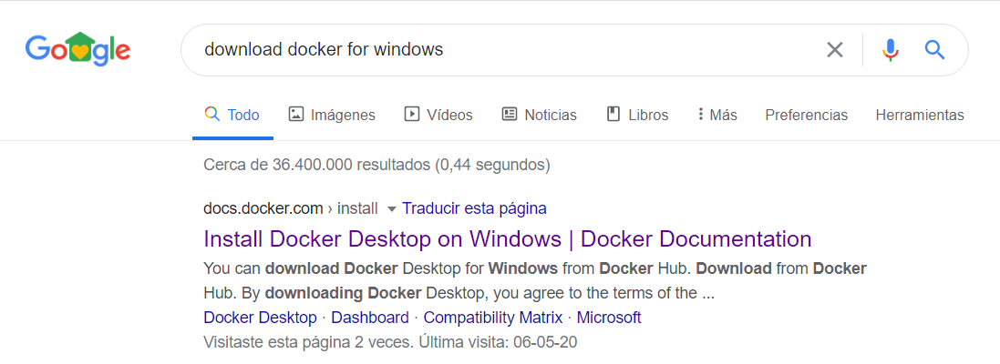 Google
download docker for windows
Todo Imágenes Vídeos Noticias Libros Más Preferencias Herramientas
Cerca de 36.400.000 resultados (0,44 segundos)
docs.docker.com › install Traducir esta página
Install Docker Desktop on Windows | Docker Documentation
You can download Docker Desktop for Windows from Docker Hub. Download from Docker
Hub. By downloading Docker Desktop, you agree to the terms of the ...
Docker Desktop · Dashboard · Compatibility Matrix · Microsoft
Visitaste esta página 2 veces. Última visita: 06-05-20